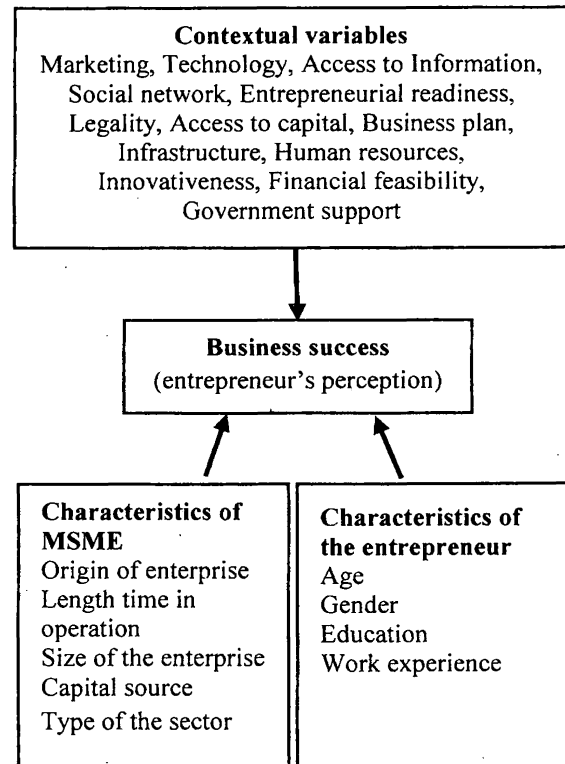 Contextual variables
Marketing, Technology, Access to Information,
Social network, Entrepreneurial readiness,
Legality, Access to capital, Business plan,
Infrastructure, Human resources,
Innovativeness, Financial feasibility,
Government support
Business success
(entrepreneur's perception)
Characteristics of
MSME
Origin of enterprise
Length time in
operation
Size of the enterprise
Capital source
Type of the sector
Characteristics of
the entrepreneur
Age
Gender
Education
Work experience